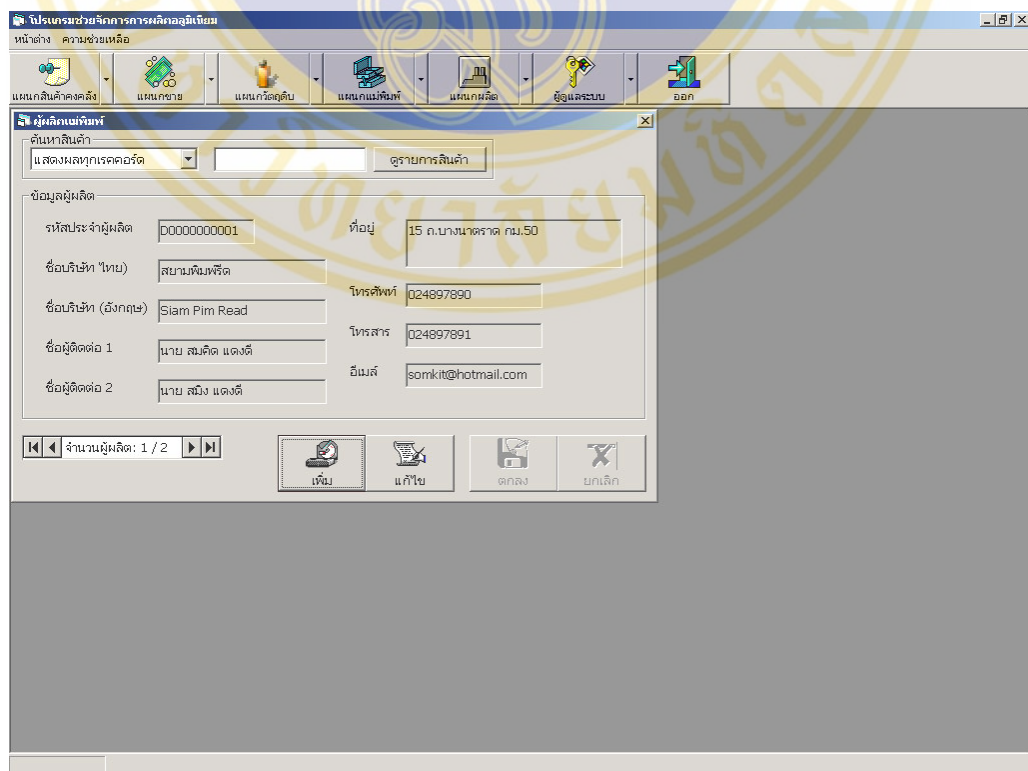 โปรแกรมช่วยจัดการการผลิตอลูมิเนียม
หน้าต่าง ความช่วยเหลือ
แผนกสินค้าคงคลัง แผนกขาย แผนกวัตถุดิบ แผนกแม่พิมพ์ แผนกผลิต ผู้ดูแลระบบ ออก
ผู้ผลิตแม่พิมพ์
ค้นหาสินค้า
แสดงผลทุกเรคคอร์ด ดูรายการสินค้า
ข้อมูลผู้ผลิต
รหัสประจำผู้ผลิต D0000000001 ที่อยู่ 15 ถ.บางนาตราด กม.50
ชื่อบริษัท ไทย) สยามพิมพรีด
โทรศัพท์ 024897890
ชื่อบริษัท (อังกฤษ) Siam Pim Read
โทรสาร 024897891
ชื่อผู้ติดต่อ 1 นาย สมคิด แดงดี
อีเมล์ somkit@hotmail.com
ชื่อผู้ติดต่อ 2 นาย สมิง แดงดี
จำนวนผู้ผลิต: 1 / 2
เพิ่ม แก้ไข ตกลง ยกเลิก